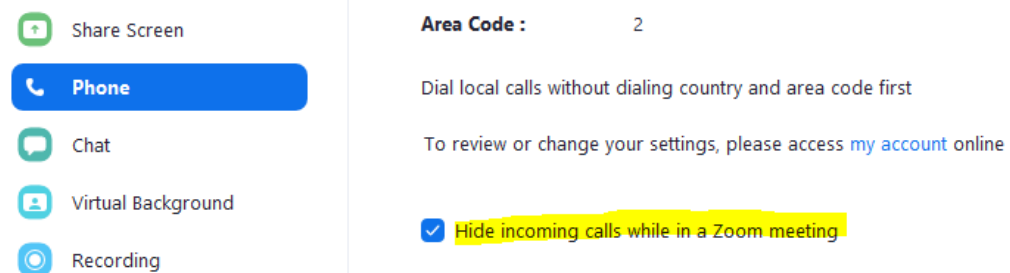 Share Screen
Phone
Chat
Virtual Background
Recording
Area Code : 2
Dial local calls without dialing country and area code first
To review or change your settings, please access my account online
Hide incoming calls while in a Zoom meeting